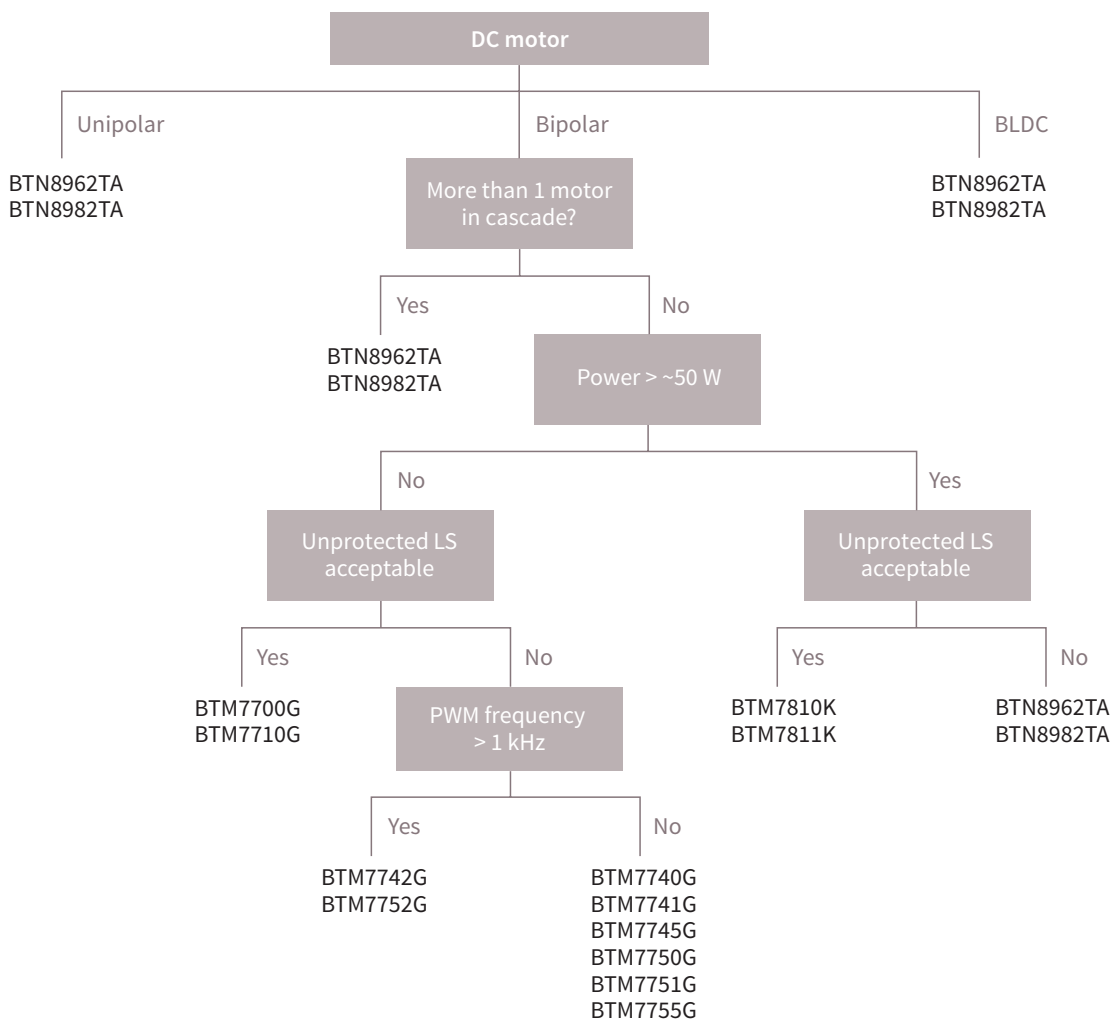 DC motor
Unipolar
Bipolar
BLDC
BTN8962TA
BTN8982TA
More than 1 motor
in cascade?
BTN8962TA
BTN8982TA
Yes
No
BTN8962TA
BTN8982TA
Power > ~50 W
No
Yes
Unprotected LS
acceptable
Unprotected LS
acceptable
Yes
No
Yes
No
BTM7700G
BTM7710G
PWM frequency
> 1 kHz
BTM7810K
BTM7811K
BTN8962TA
BTN8982TA
Yes
No
BTM7742G
BTM7752G
BTM7740G
BTM7741G
BTM7745G
BTM7750G
BTM7751G
BTM7755G